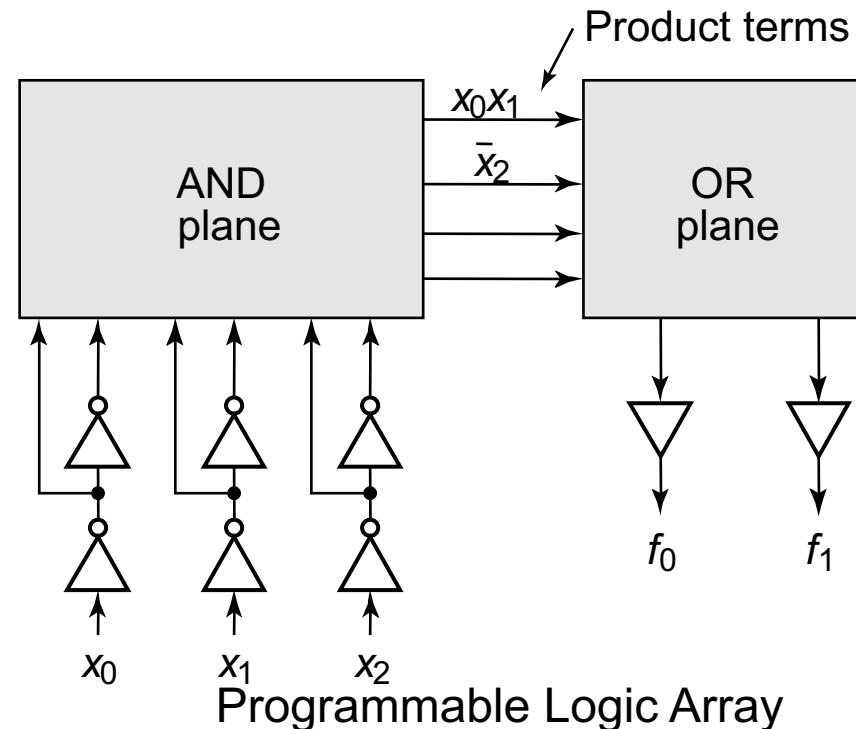 Product terms
x0x1
x̄2
AND
plane
OR
plane
f0 f1
x0 x1 x2
Programmable Logic Array